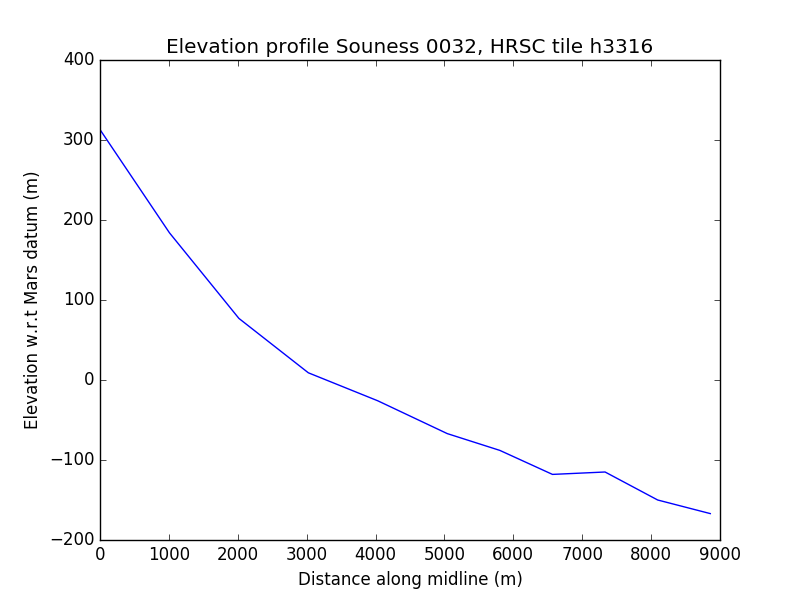 Elevation profile Souness 0032, HRSC tile h3316
400
300
200
100
0
−100
−200
Elevation w.r.t Mars datum (m)
0 1000 2000 3000 4000 5000 6000 7000 8000 9000
Distance along midline (m)